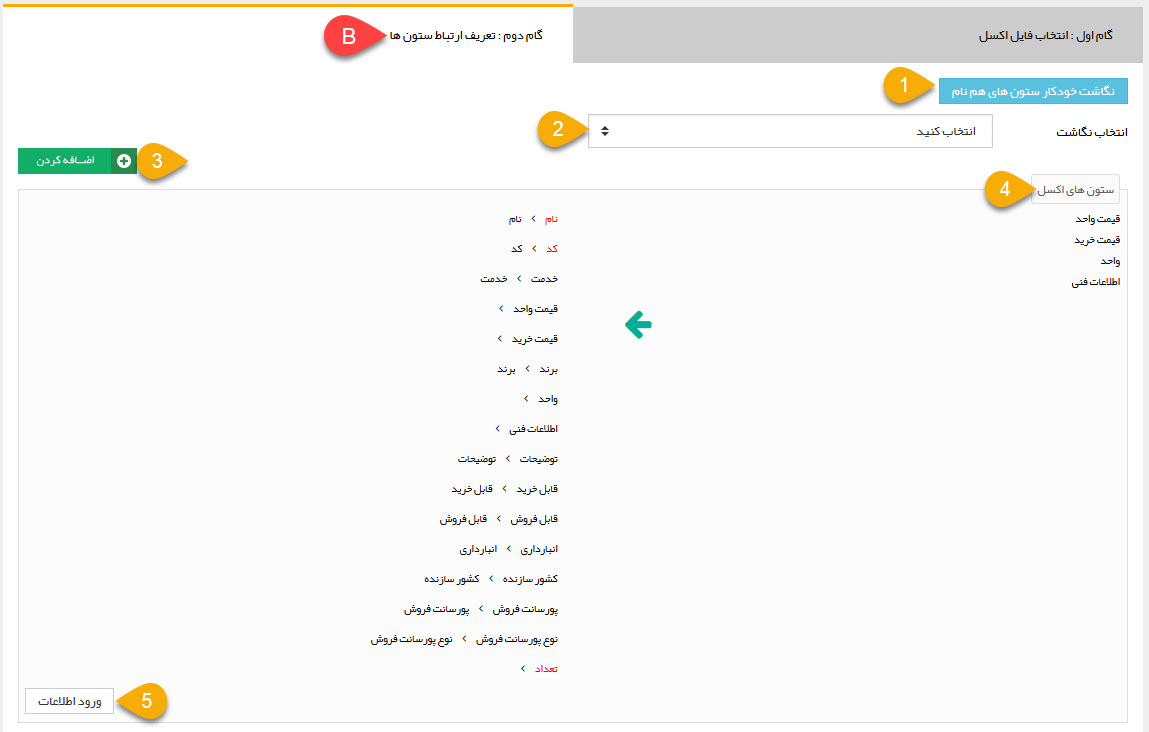 گام اول : انتخاب فایل اکسل
گام دوم : تعریف ارتباط ستون ها
B
نگاشت خودکار ستون های هم نام
1
انتخاب نگاشت
انتخاب کنید
2
اضافه کردن
3
ستون های اکسل
4
قیمت واحد
قیمت خرید
واحد
اطلاعات فنی
نام › نام
کد › کد
خدمت › خدمت
قیمت واحد ›
قیمت خرید ›
برند › برند
واحد ›
اطلاعات فنی ›
توضیحات › توضیحات
قابل خرید › قابل خرید
قابل فروش › قابل فروش
انبارداری › انبارداری
کشور سازنده › کشور سازنده
پورسانت فروش › پورسانت فروش
نوع پورسانت فروش › نوع پورسانت فروش
تعداد ›
5
ورود اطلاعات